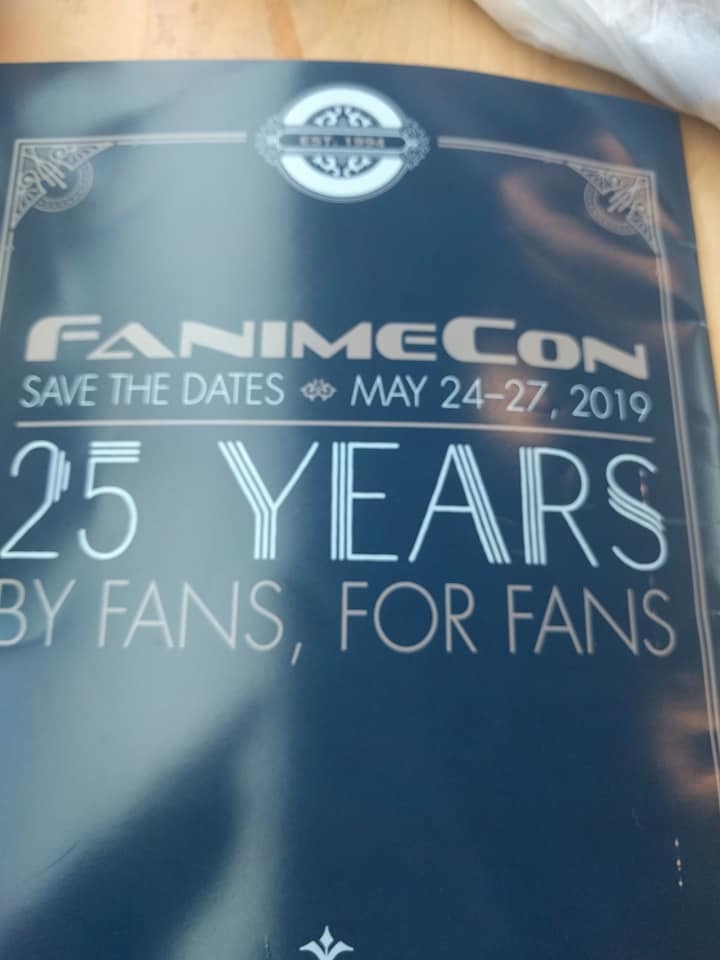 EST. 1994
FANIMECON
SAVE THE DATES MAY 24–27, 2019
25 YEARS
BY FANS, FOR FANS